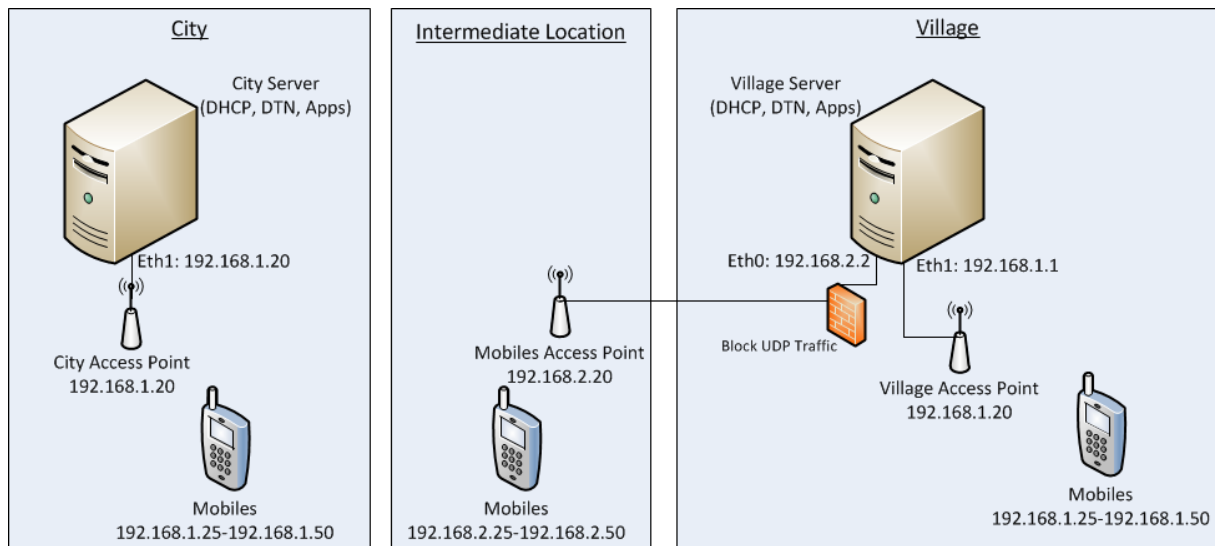 City
City Server
(DHCP, DTN, Apps)
Eth1: 192.168.1.20
City Access Point
192.168.1.20
Mobiles
192.168.1.25-192.168.1.50
Intermediate Location
Mobiles Access Point
192.168.2.20
Mobiles
192.168.2.25-192.168.2.50
Village
Village Server
(DHCP, DTN, Apps)
Eth0: 192.168.2.2
Eth1: 192.168.1.1
Block UDP Traffic
Village Access Point
192.168.1.20
Mobiles
192.168.1.25-192.168.1.50